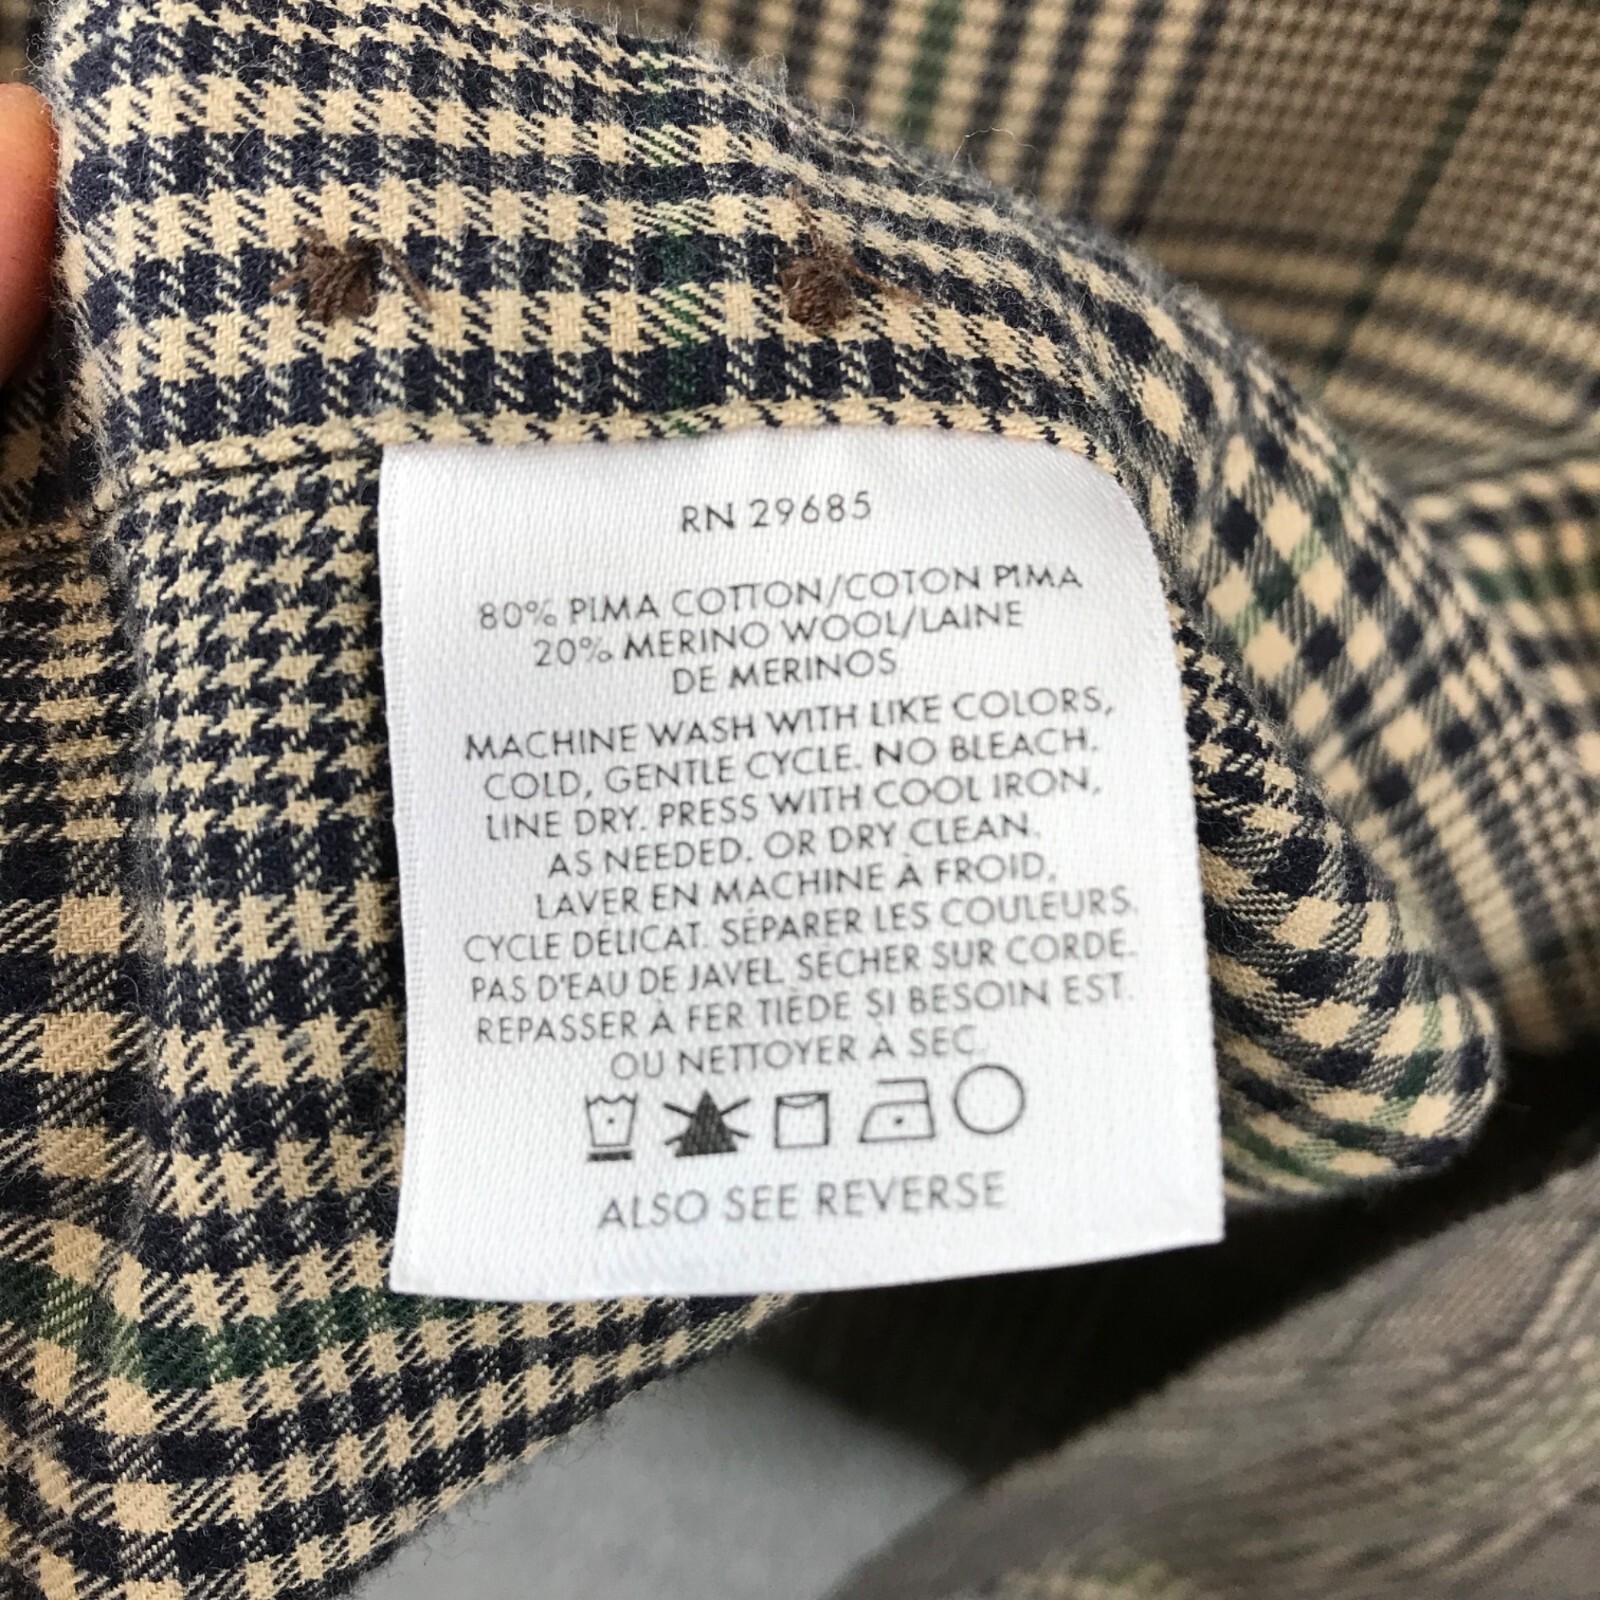 RN 29685
80% PIMA COTTON/COTON PIMA
20% MERINO WOOL/LAINE
DE MERINOS
MACHINE WASH WITH LIKE COLORS,
COLD, GENTLE CYCLE. NO BLEACH.
LINE DRY. PRESS WITH COOL IRON,
AS NEEDED. OR DRY CLEAN.
LAVER EN MACHINE À FROID,
CYCLE DÉLICAT. SÉPARER LES COULEURS.
PAS D'EAU DE JAVEL. SÉCHER SUR CORDE.
REPASSER À FER TIÈDE SI BESOIN EST.
OU NETTOYER À SEC.
ALSO SEE REVERSE